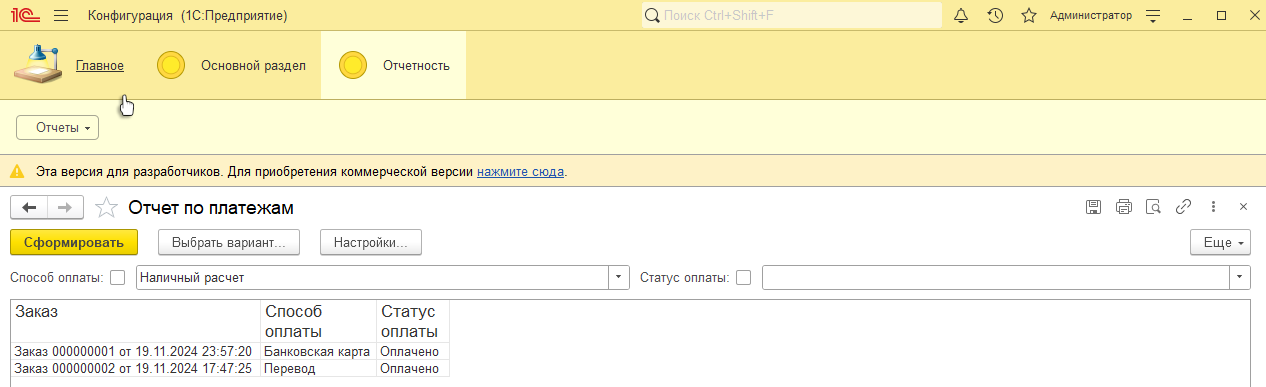 1С Конфигурация (1С:Предприятие) Поиск Ctrl+Shift+F Администратор
Главное Основной раздел Отчетность
Отчеты
Эта версия для разработчиков. Для приобретения коммерческой версии нажмите сюда.
Отчет по платежам
Сформировать Выбрать вариант... Настройки... Еще
Способ оплаты: Наличный расчет Статус оплаты:
Заказ Способ Статус
оплаты оплаты
Заказ 000000001 от 19.11.2024 23:57:20 Банковская карта Оплачено
Заказ 000000002 от 19.11.2024 17:47:25 Перевод Оплачено